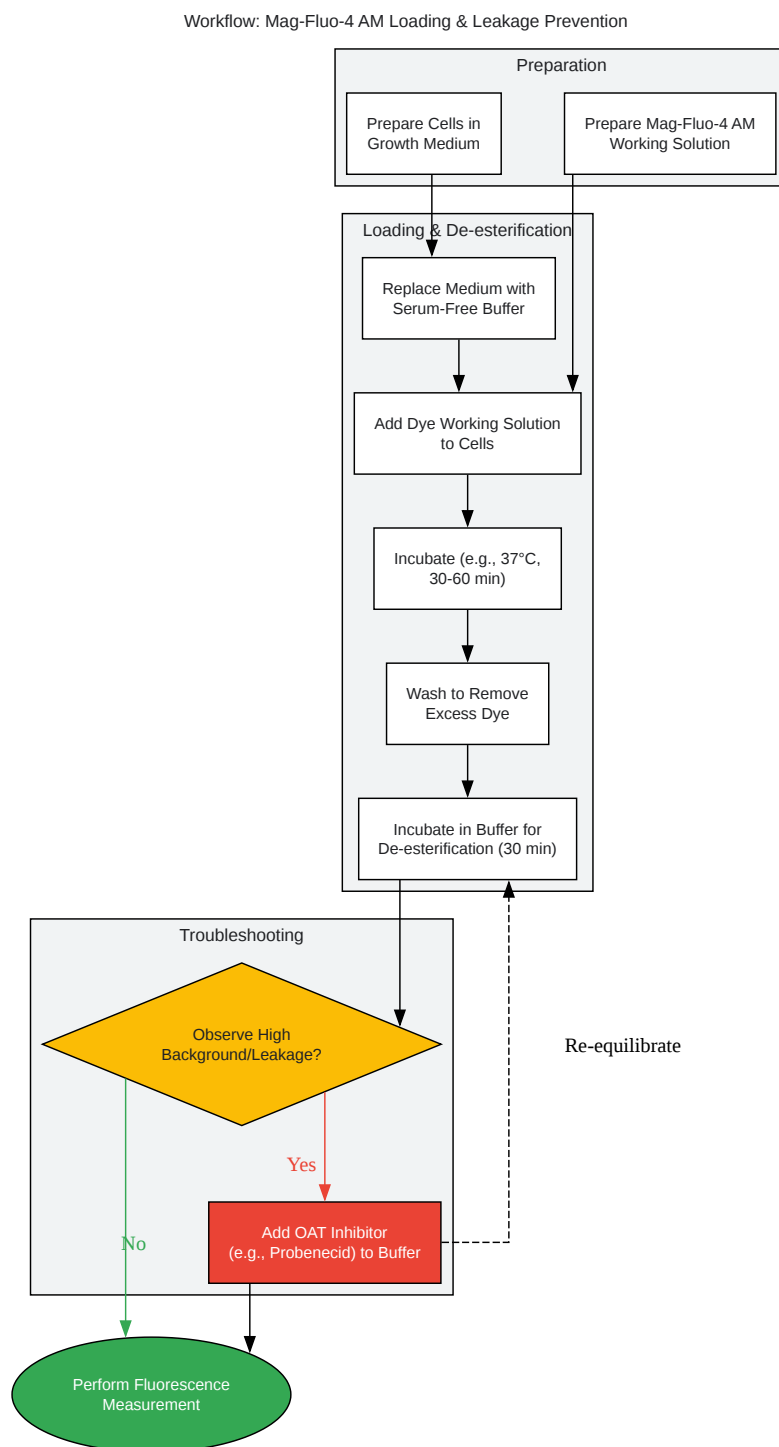 Workflow: Mag-Fluo-4 AM Loading & Leakage Prevention
Preparation
Prepare Cells in
Growth Medium
Prepare Mag-Fluo-4 AM
Working Solution
Loading & De-esterification
Replace Medium with
Serum-Free Buffer
Add Dye Working Solution
to Cells
Incubate (e.g., 37°C,
30-60 min)
Wash to Remove
Excess Dye
Incubate in Buffer for
De-esterification (30 min)
Troubleshooting
Observe High
Background/Leakage?
Re-equilibrate
Yes
No
Add OAT Inhibitor
(e.g., Probenecid) to Buffer
Perform Fluorescence
Measurement